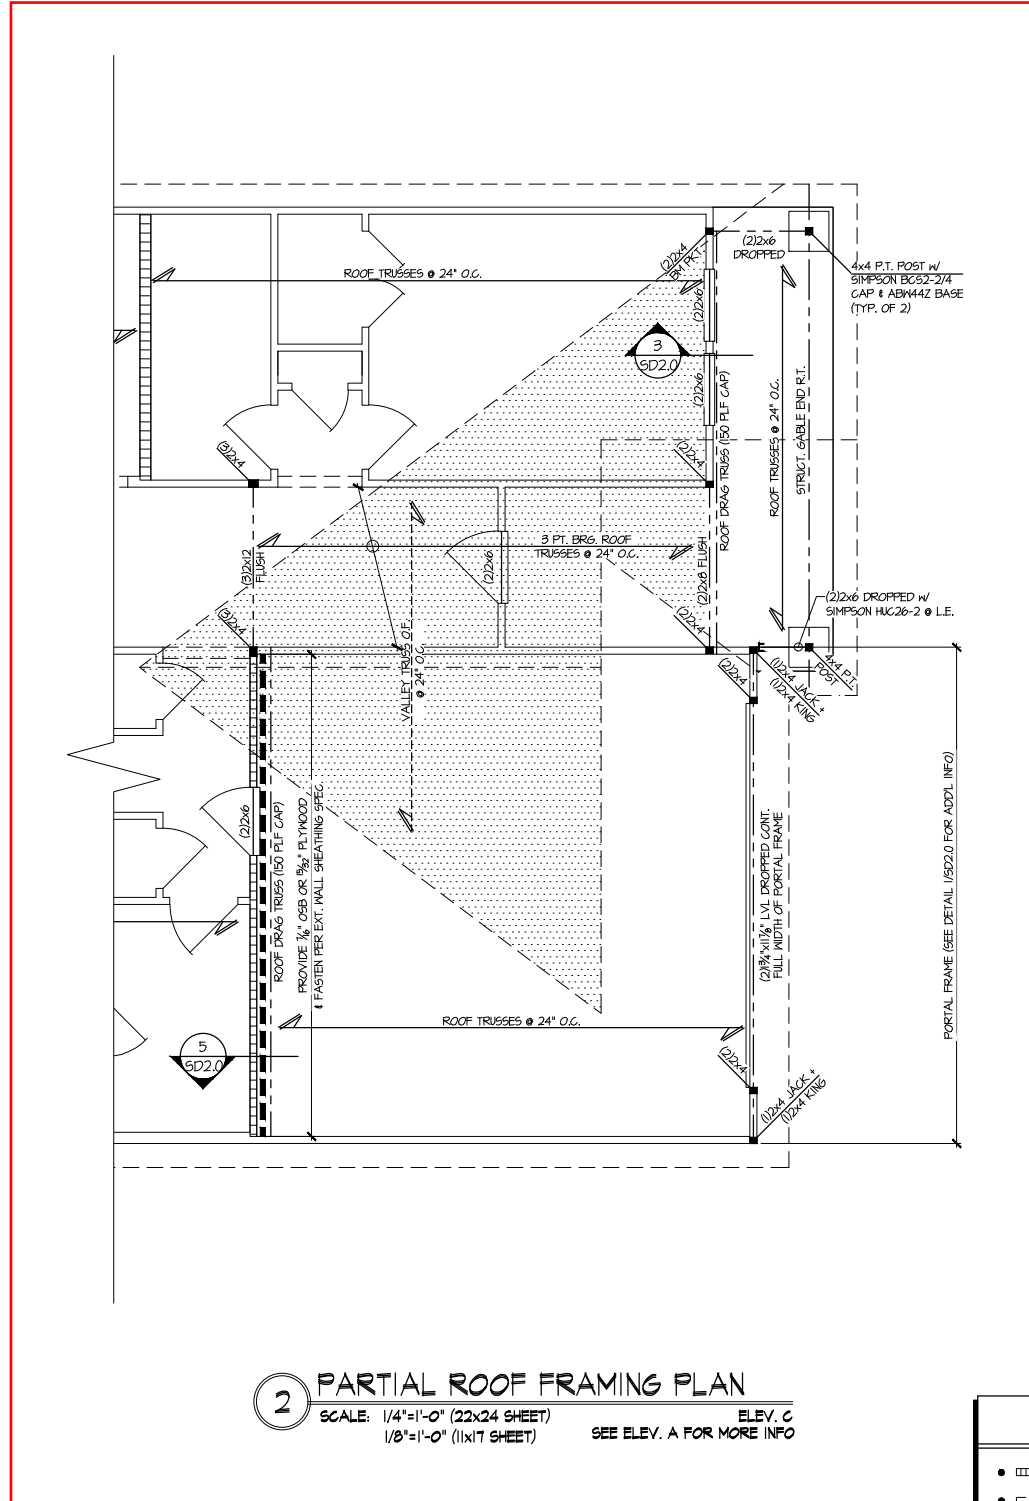 ROOF TRUSSES @ 24" O.C.
(2)2x4
BM PKT.
(2)2x6
DROPPED
4x4 P.T. POST W/
SIMPSON BCS2-2/4
CAP & ABW44Z BASE
(TYP. OF 2)
(2)2x6
3
SD2.0
(2)2x6
ROOF DRAG TRUSS (150 PLF CAP)
ROOF TRUSSES @ 24" O.C.
STRUCT. GABLE END R.T.
(3)2x4
(2)2x4
(3)2x12
FLUSH
3 PT. BRG. ROOF
TRUSSES @ 24" O.C.
(2)2x6
(2)2x8 FLUSH
(2)2x6 DROPPED W/
SIMPSON HUC26-2 @ L.E.
(3)2x4
(2)2x4
VALLEY TRUSS O.F.
@ 24" O.C.
(2)2x4
(1)2x4 JACK +
(1)2x4 KING
4x4 P.T.
POST
(2)2x6
ROOF DRAG TRUSS (150 PLF CAP)
PROVIDE 7/16" OSB OR 15/32" PLYWOOD
& FASTEN PER EXT. WALL SHEATHING SPEC.
(2)1 3/4"x11 7/8" LVL DROPPED CONT.
FULL WIDTH OF PORTAL FRAME
PORTAL FRAME (SEE DETAIL 1/SD2.0 FOR ADD'L INFO)
ROOF TRUSSES @ 24" O.C.
5
SD2.0
(2)2x4
(1)2x4 JACK +
(1)2x4 KING
2
PARTIAL ROOF FRAMING PLAN
SCALE: 1/4"=1'-0" (22x24 SHEET)
ELEV. C
1/8"=1'-0" (11x17 SHEET)
SEE ELEV. A FOR MORE INFO